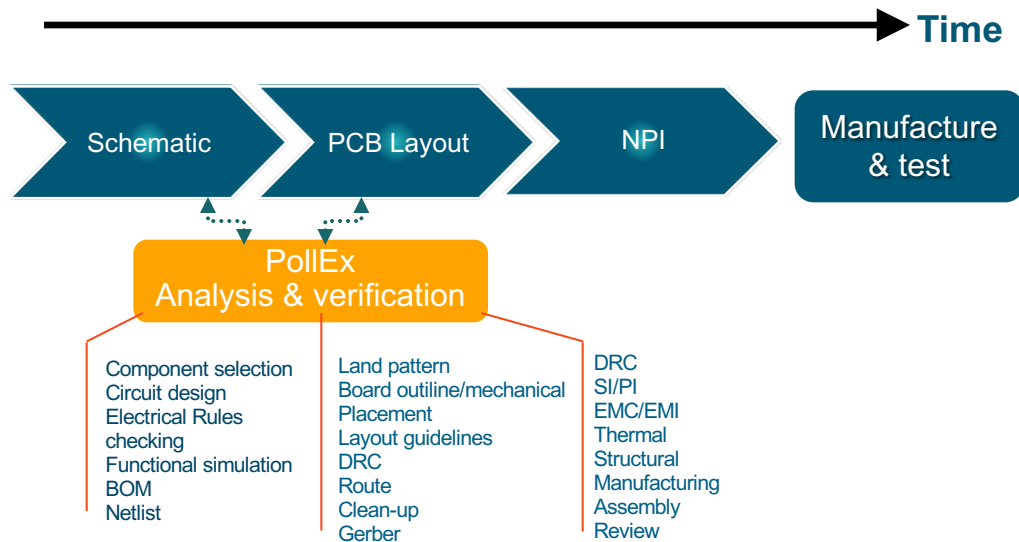 Time
Schematic
PCB Layout
NPI
Manufacture
& test
PollEx
Analysis & verification
Component selection
Circuit design
Electrical Rules
checking
Functional simulation
BOM
Netlist
Land pattern
Board outiline/mechanical
Placement
Layout guidelines
DRC
Route
Clean-up
Gerber
DRC
SI/PI
EMC/EMI
Thermal
Structural
Manufacturing
Assembly
Review